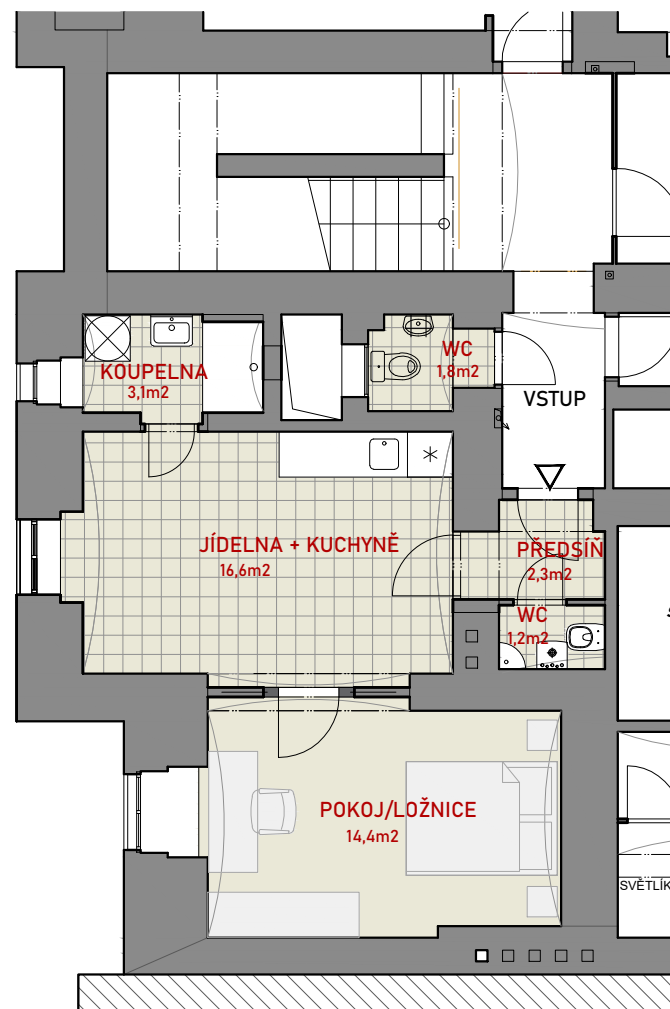 WC
1,8m2
KOUPELNA
3,1m2
VSTUP
JÍDELNA + KUCHYNĚ
16,6m2
PŘEDSÍŇ
2,3m2
WC
1,2m2
POKOJ/LOŽNICE
14,4m2
SVĚTLÍK